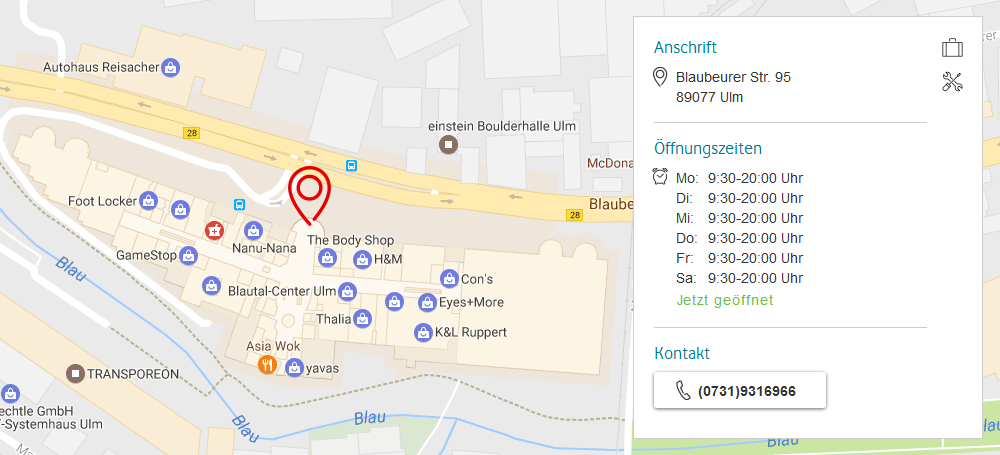 Autohaus Reisacher
28
einstein Boulderhalle Ulm
McDona
Foot Locker
28
Blaubeu
Nanu-Nana
The Body Shop
GameStop
H&M
Blau
Con's
Blautal-Center Ulm
Eyes+More
Thalia
K&L Ruppert
Asia Wok
yavas
TRANSPOREON
echtle GmbH
T-Systemhaus Ulm
Blau
Blau
Blau
Anschrift
Blaubeurer Str. 95
89077 Ulm
Öffnungszeiten
Mo: 9:30-20:00 Uhr
Di: 9:30-20:00 Uhr
Mi: 9:30-20:00 Uhr
Do: 9:30-20:00 Uhr
Fr: 9:30-20:00 Uhr
Sa: 9:30-20:00 Uhr
Jetzt geöffnet
Kontakt
(0731)9316966